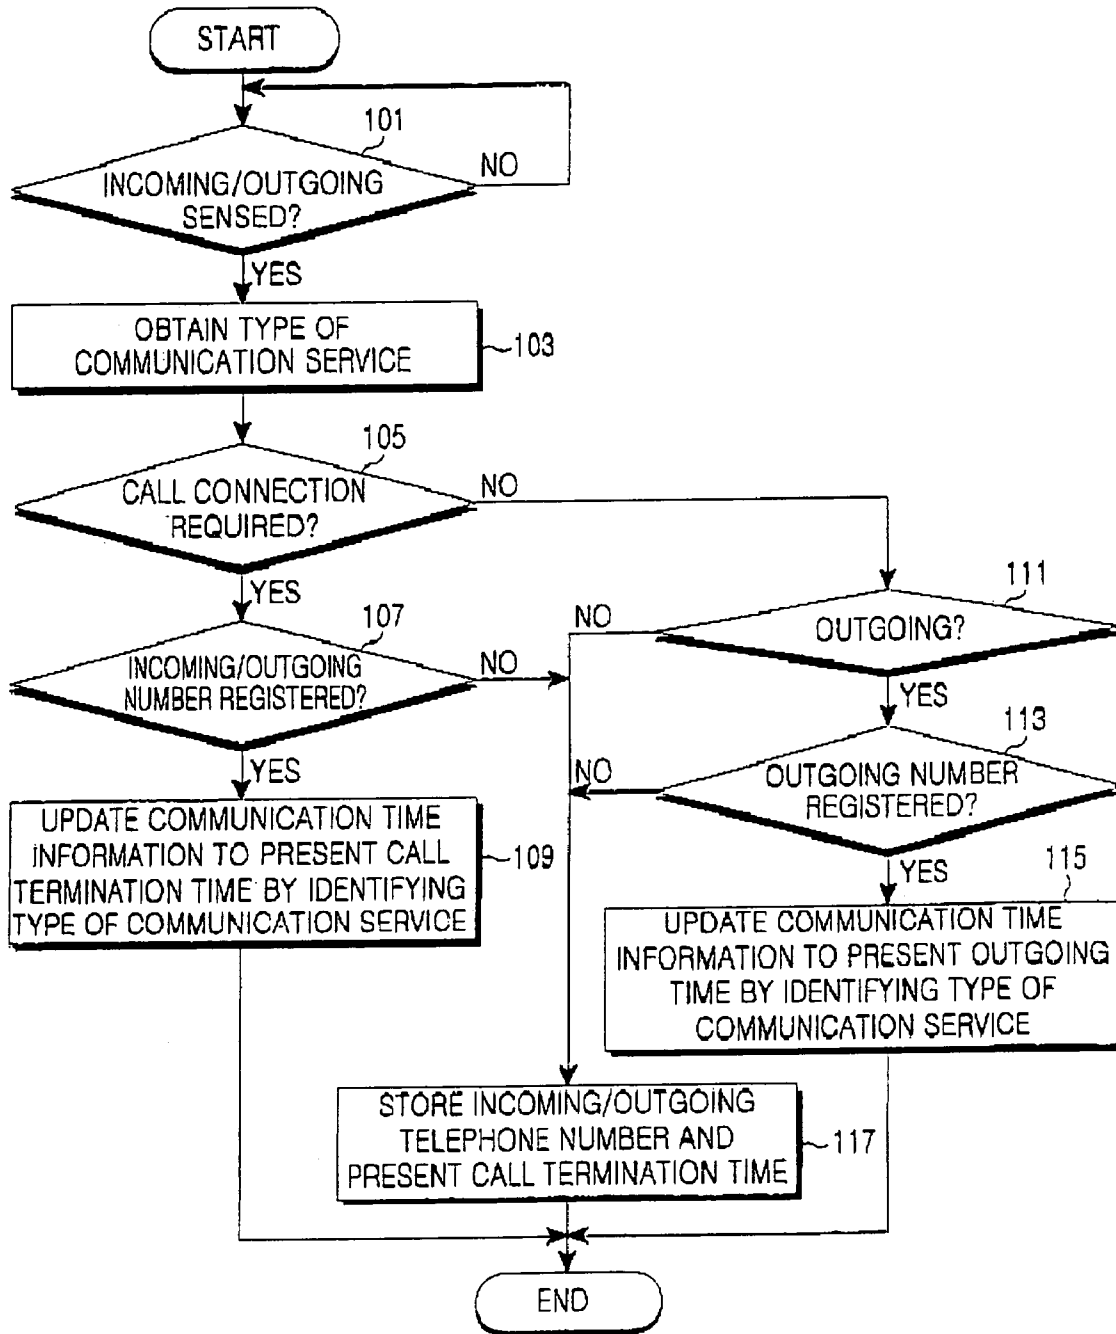 START
101
INCOMING/OUTGOING
SENSED?
NO
YES
OBTAIN TYPE OF
COMMUNICATION SERVICE
103
105
CALL CONNECTION
REQUIRED?
NO
YES
107
INCOMING/OUTGOING
NUMBER REGISTERED?
NO
YES
UPDATE COMMUNICATION TIME
INFORMATION TO PRESENT CALL
TERMINATION TIME BY IDENTIFYING
TYPE OF COMMUNICATION SERVICE
109
111
OUTGOING?
NO
YES
113
OUTGOING NUMBER
REGISTERED?
NO
YES
115
UPDATE COMMUNICATION TIME
INFORMATION TO PRESENT OUTGOING
TIME BY IDENTIFYING TYPE OF
COMMUNICATION SERVICE
STORE INCOMING/OUTGOING
TELEPHONE NUMBER AND
PRESENT CALL TERMINATION TIME
117
END